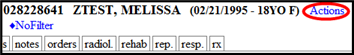 028228641 ZTEST, MELISSA (02/21/1995 - 18YO F) Actions
♦NoFilter
s notes orders radiol. rehab rep. resp. rx